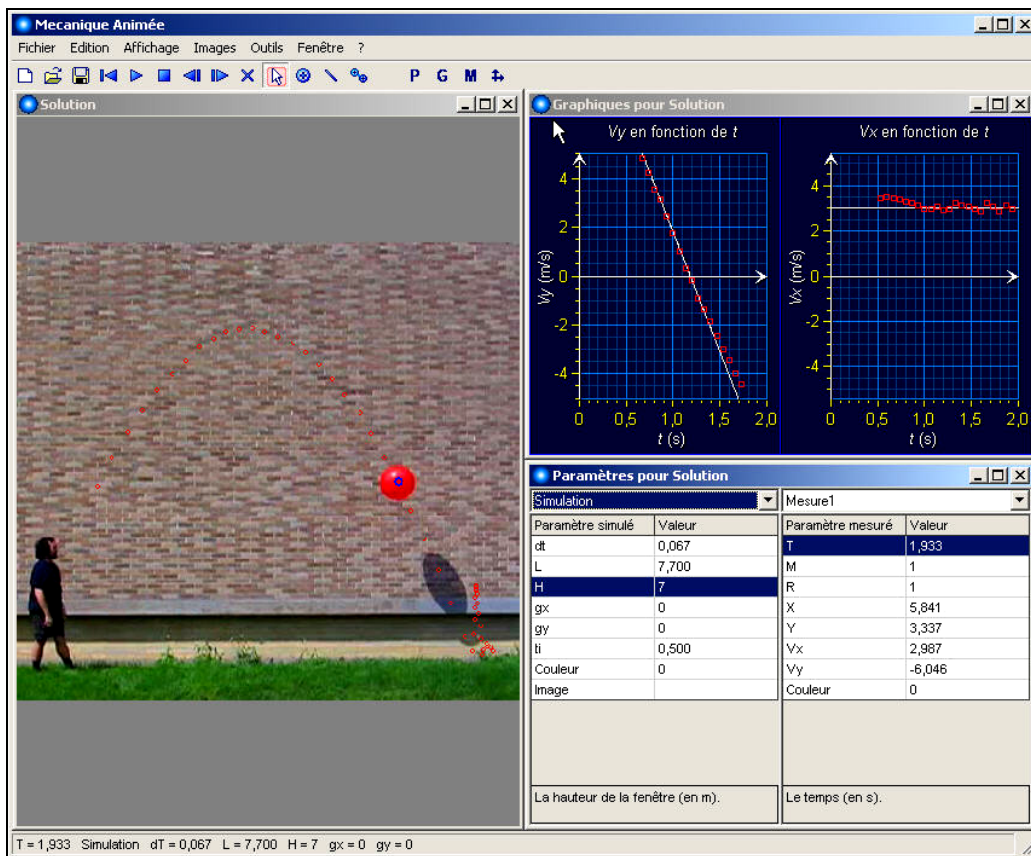 Mecanique Animée
Fichier Edition Affichage Images Outils Fenêtre ?
P G M
Solution
Graphiques pour Solution
Vy en fonction de t
4
2
0
-2
-4
Vy (m/s)
0 0,5 1,0 1,5 2,0
t (s)
Vx en fonction de t
4
2
0
-2
-4
Vx (m/s)
0 0,5 1,0 1,5 2,0
t (s)
Paramètres pour Solution
Simulation Mesure1
Paramètre simulé Valeur Paramètre mesuré Valeur
dt 0,067 T 1,933
L 7,700 M 1
H 7 R 1
gx 0 X 5,841
gy 0 Y 3,337
ti 0,500 Vx 2,987
Couleur 0 Vy -6,046
Image Couleur 0
La hauteur de la fenêtre (en m). Le temps (en s).
T = 1,933 Simulation dT = 0,067 L = 7,700 H = 7 gx = 0 gy = 0